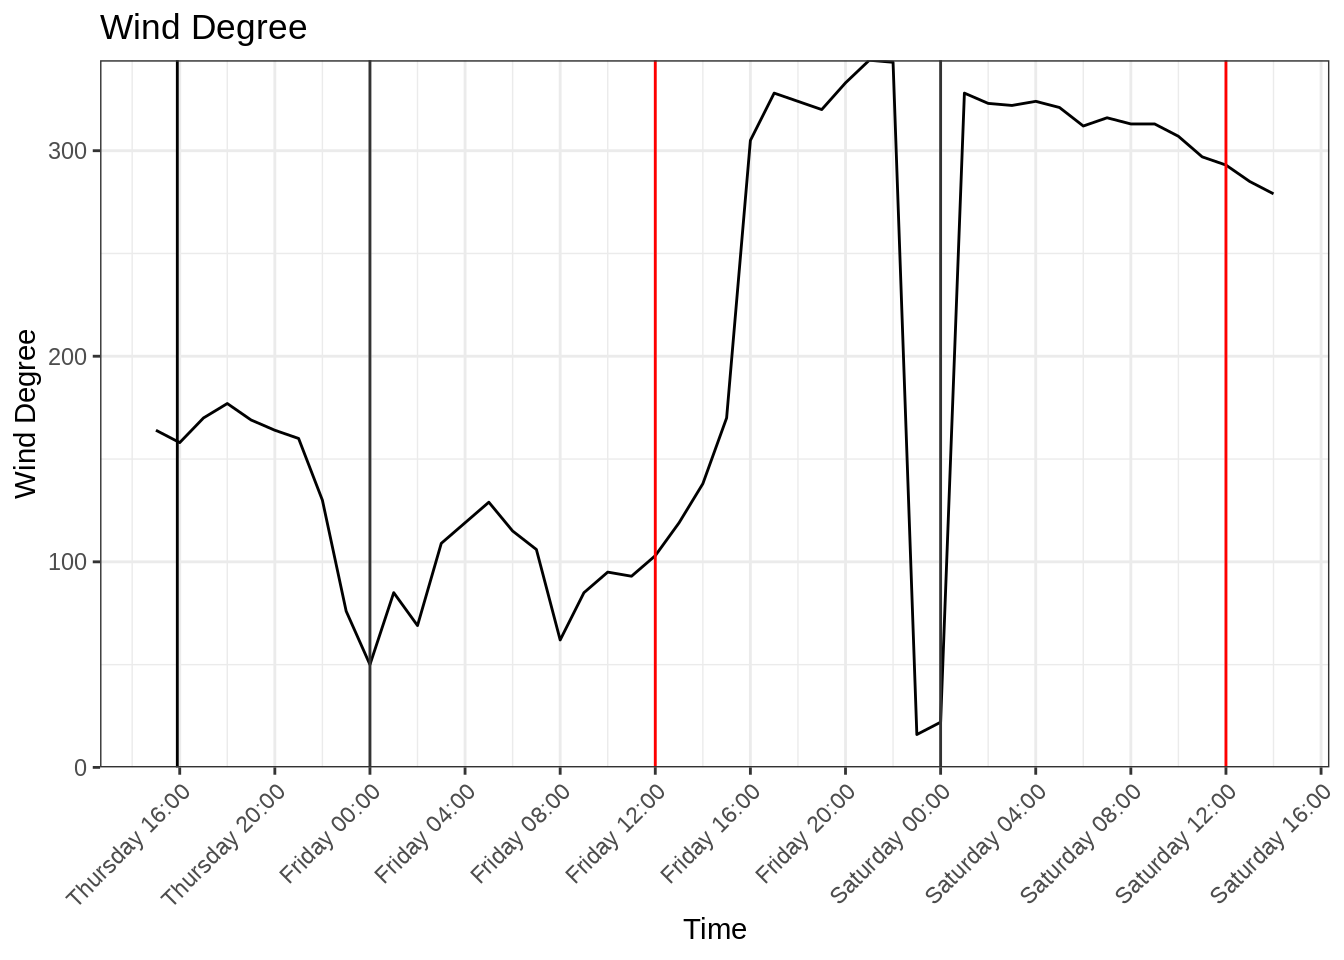 Wind Degree
Wind Degree
300
200
100
0
Thursday 16:00
Thursday 20:00
Friday 00:00
Friday 04:00
Friday 08:00
Friday 12:00
Friday 16:00
Friday 20:00
Saturday 00:00
Saturday 04:00
Saturday 08:00
Saturday 12:00
Saturday 16:00
Time